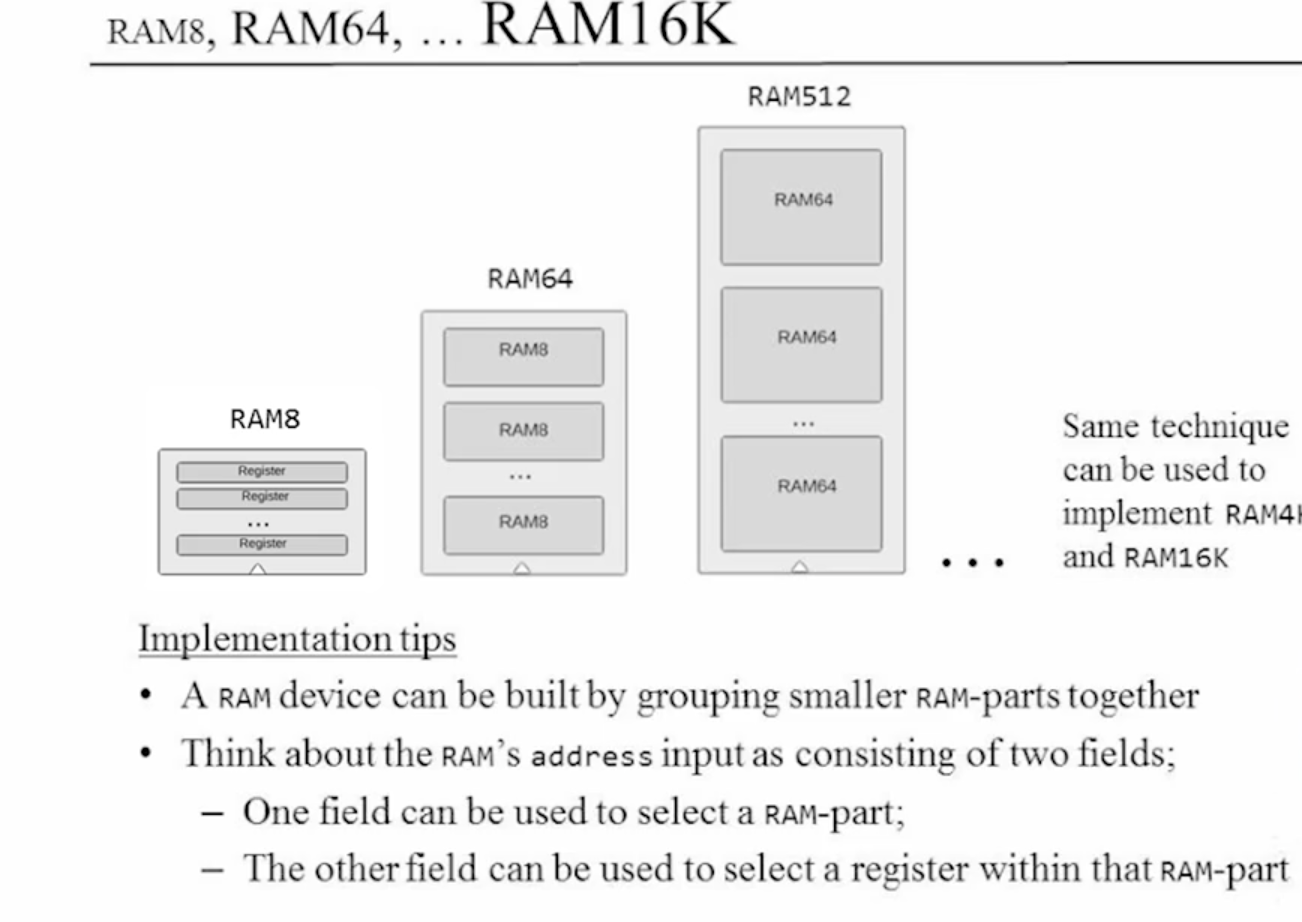 RAM8, RAM64, ... RAM16K
RAM512
RAM64
RAM64
...
RAM64
RAM64
RAM8
RAM8
...
RAM8
RAM8
Register
Register
...
Register
...
Same technique
can be used to
implement
and RAM16K
Implementation tips
• A RAM device can be built by grouping smaller RAM-parts together
• Think about the RAM's address input as consisting of two fields;
– One field can be used to select a RAM-part;
– The other field can be used to select a register within that RAM-part